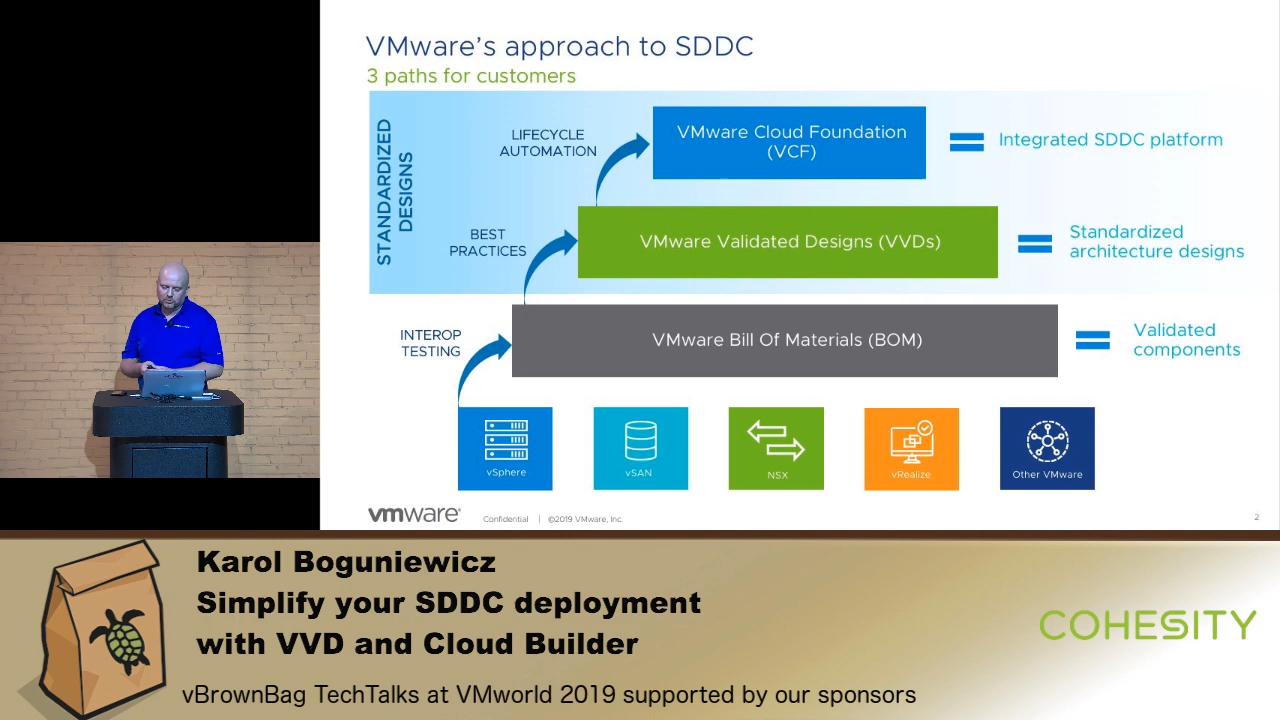 VMware's approach to SDDC
3 paths for customers
STANDARDIZED
DESIGNS
LIFECYCLE
AUTOMATION
VMware Cloud Foundation
(VCF)
Integrated SDDC platform
BEST
PRACTICES
VMware Validated Designs (VVDs)
Standardized
architecture designs
INTEROP
TESTING
VMware Bill Of Materials (BOM)
Validated
components
vSphere
vSAN
NSX
vRealize
Other VMware
vmware®
Confidential | ©2019 VMware, Inc.
2
Karol Boguniewicz
Simplify your SDDC deployment
with VVD and Cloud Builder
COHESITY
vBrownBag TechTalks at VMworld 2019 supported by our sponsors